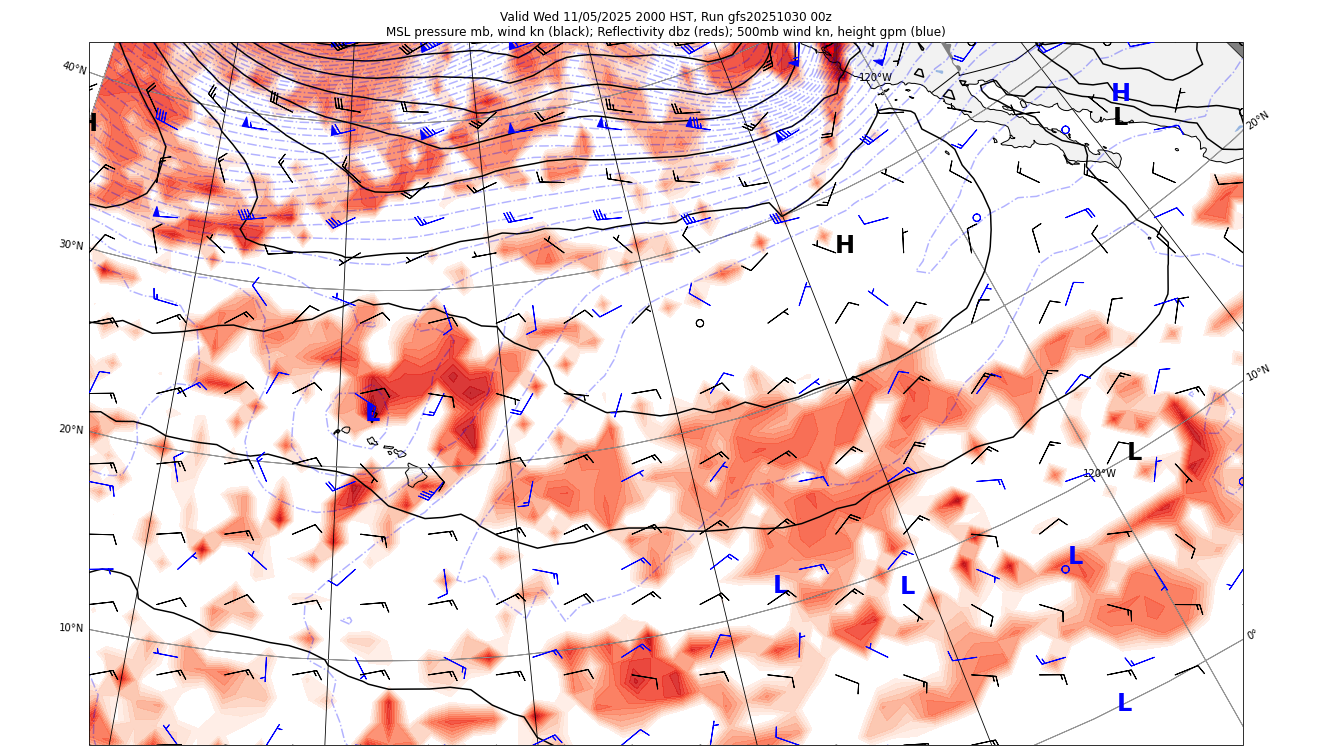 Valid Wed 11/05/2025 2000 HST, Run gfs20251030 00z
MSL pressure mb, wind kn (black); Reflectivity dbz (reds); 500mb wind kn, height gpm (blue)
40°N
120°W
H
L
20°N
H
30°N
H
10°N
L
20°N
L
120°W
L
L
L
10°N
0°
L